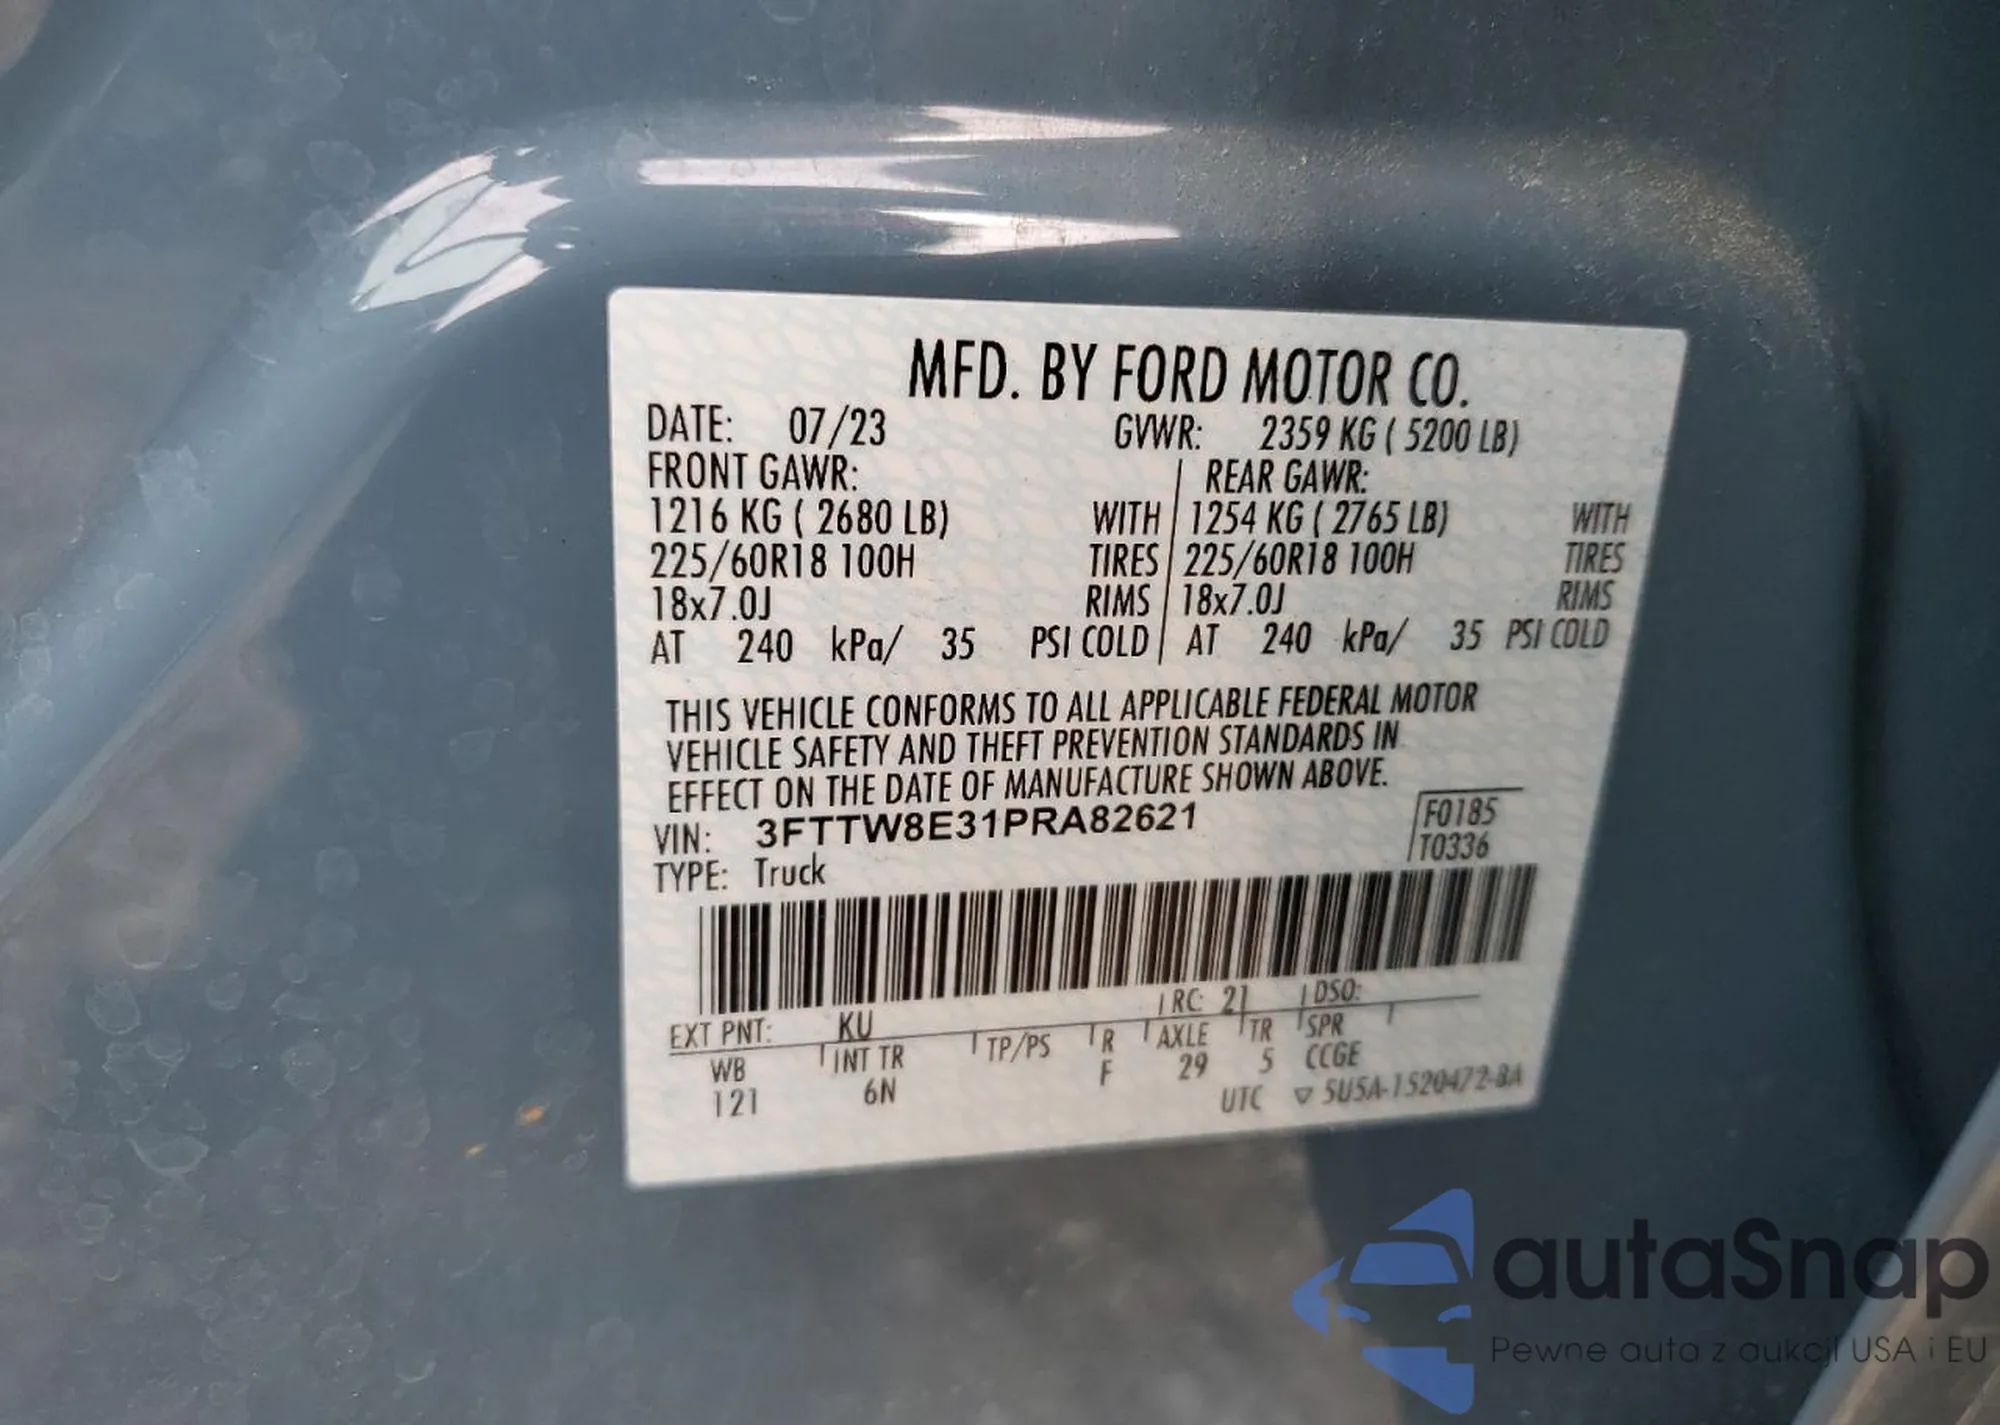 MFD. BY FORD MOTOR CO.
DATE: 07/23 GVWR: 2359 KG ( 5200 LB)
FRONT GAWR: REAR GAWR:
1216 KG ( 2680 LB) WITH 1254 KG ( 2765 LB) WITH
225/60R18 100H TIRES 225/60R18 100H TIRES
18x7.0J RIMS 18x7.0J RIMS
AT 240 kPa/ 35 PSI COLD AT 240 kPa/ 35 PSI COLD
THIS VEHICLE CONFORMS TO ALL APPLICABLE FEDERAL MOTOR
VEHICLE SAFETY AND THEFT PREVENTION STANDARDS IN
EFFECT ON THE DATE OF MANUFACTURE SHOWN ABOVE.
VIN: 3FTTW8E31PRA82621 F0185
TYPE: Truck T0336
EXT PNT: KU RC: 21 DSO:
WB INT TR TP/PS R AXLE TR SPR
121 6N F 29 5 CCGE
UTC ▽ 5U5A-1520472-BA
autaSnap
Pewne auta z aukcji USA i EU